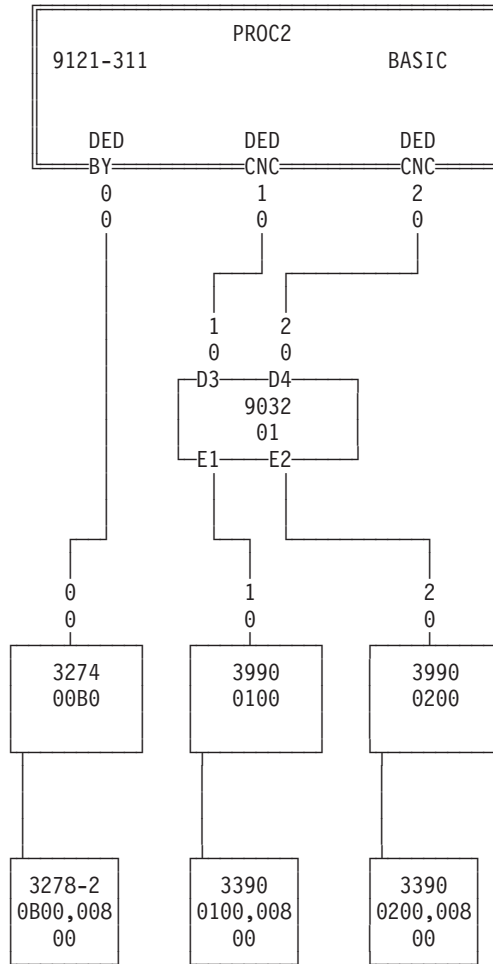 PROC2
9121-311 BASIC
DED DED DED
BY CNC CNC
0 1 2
0 0 0
1 2
0 0
D3 D4
9032
01
E1 E2
0 1 2
0 0 0
3274 3990 3990
00B0 0100 0200
3278-2 3390 3390
0B00,008 0100,008 0200,008
00 00 00